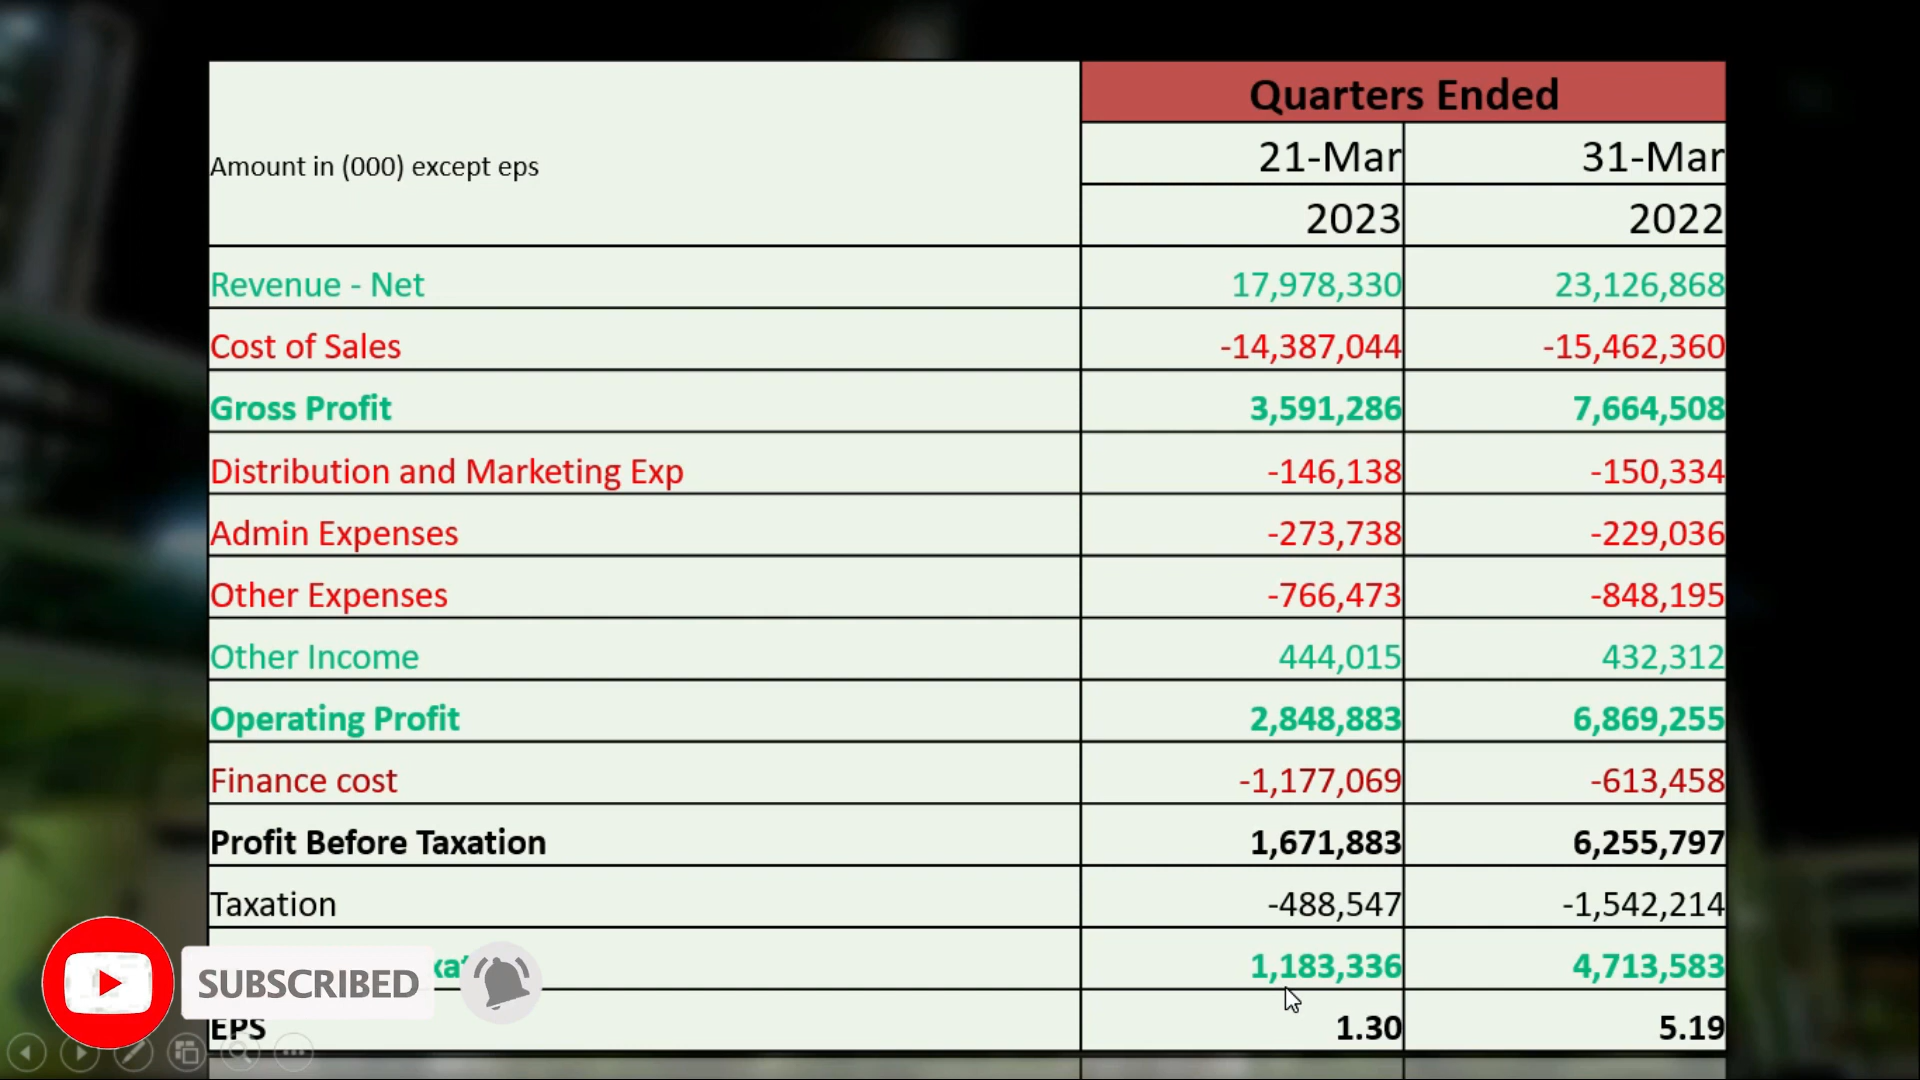 Quarters Ended
Amount in (000) except eps
21-Mar 31-Mar
2023 2022
Revenue - Net 17,978,330 23,126,868
Cost of Sales -14,387,044 -15,462,360
Gross Profit 3,591,286 7,664,508
Distribution and Marketing Exp -146,138 -150,334
Admin Expenses -273,738 -229,036
Other Expenses -766,473 -848,195
Other Income 444,015 432,312
Operating Profit 2,848,883 6,869,255
Finance cost -1,177,069 -613,458
Profit Before Taxation 1,671,883 6,255,797
Taxation -488,547 -1,542,214
1,183,336 4,713,583
SUBSCRIBED
EPS 1.30 5.19